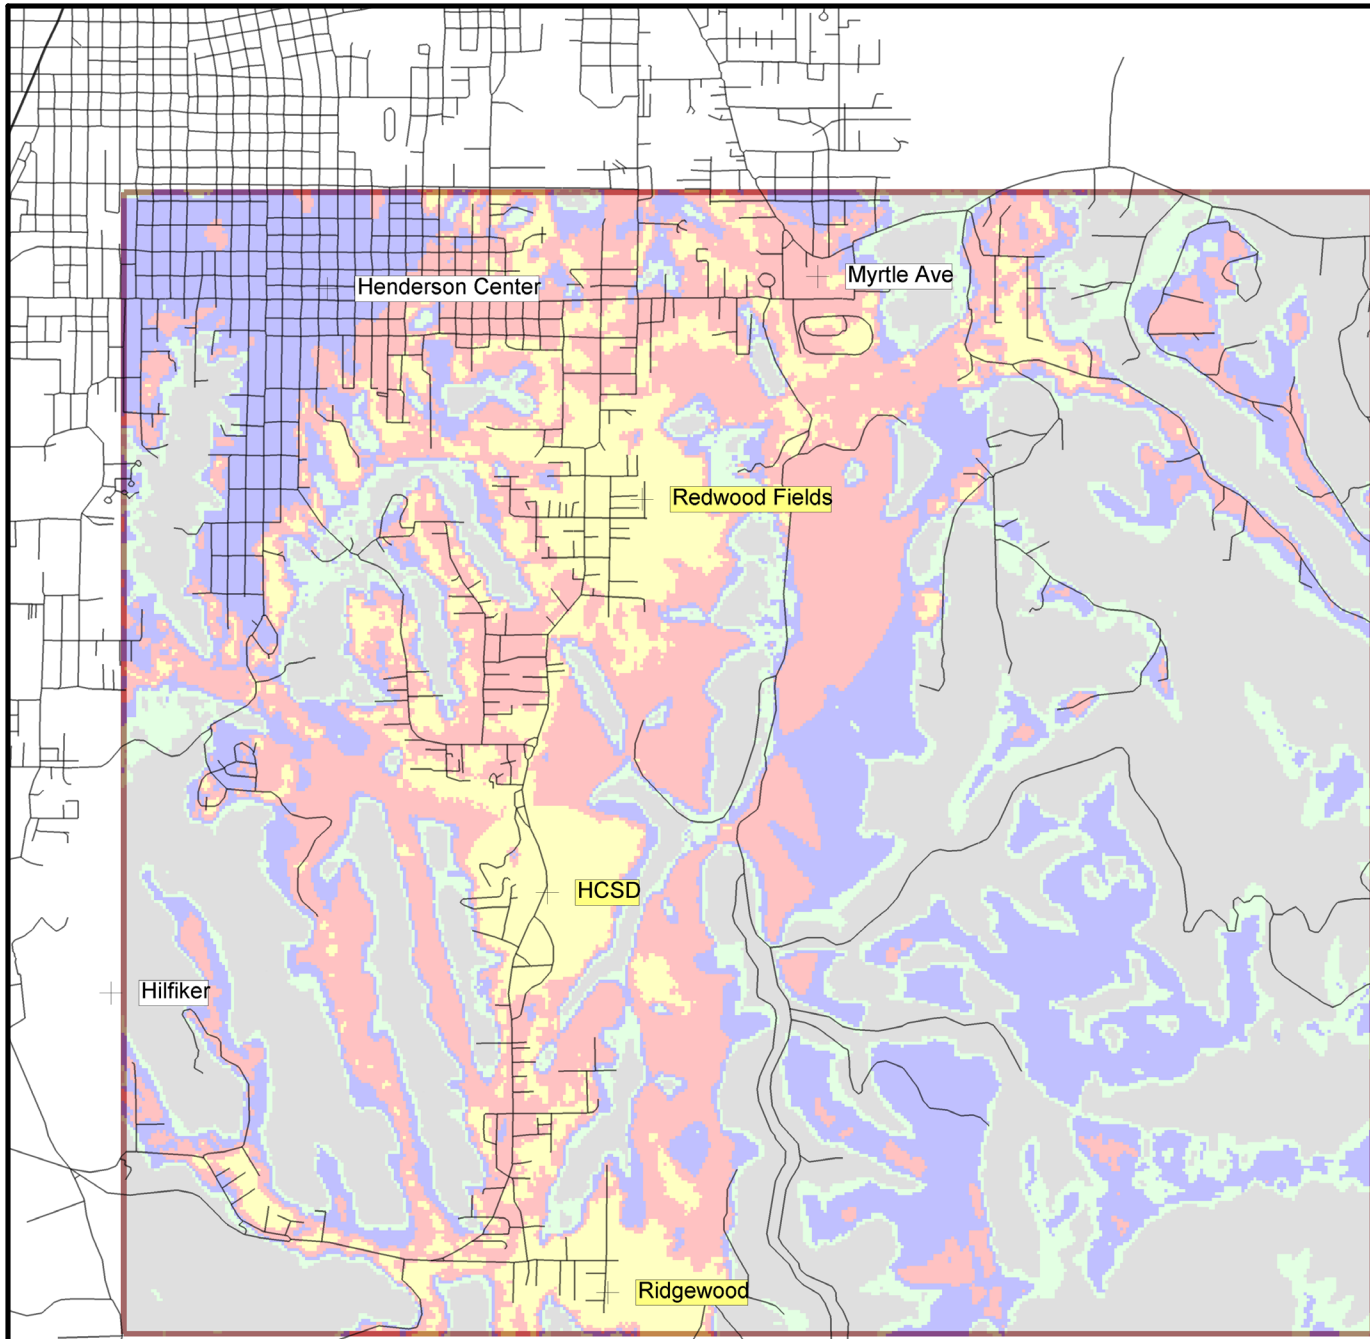 Myrtle Ave
Henderson Center
Redwood Fields
HCSD
Hilfiker
Ridgewood